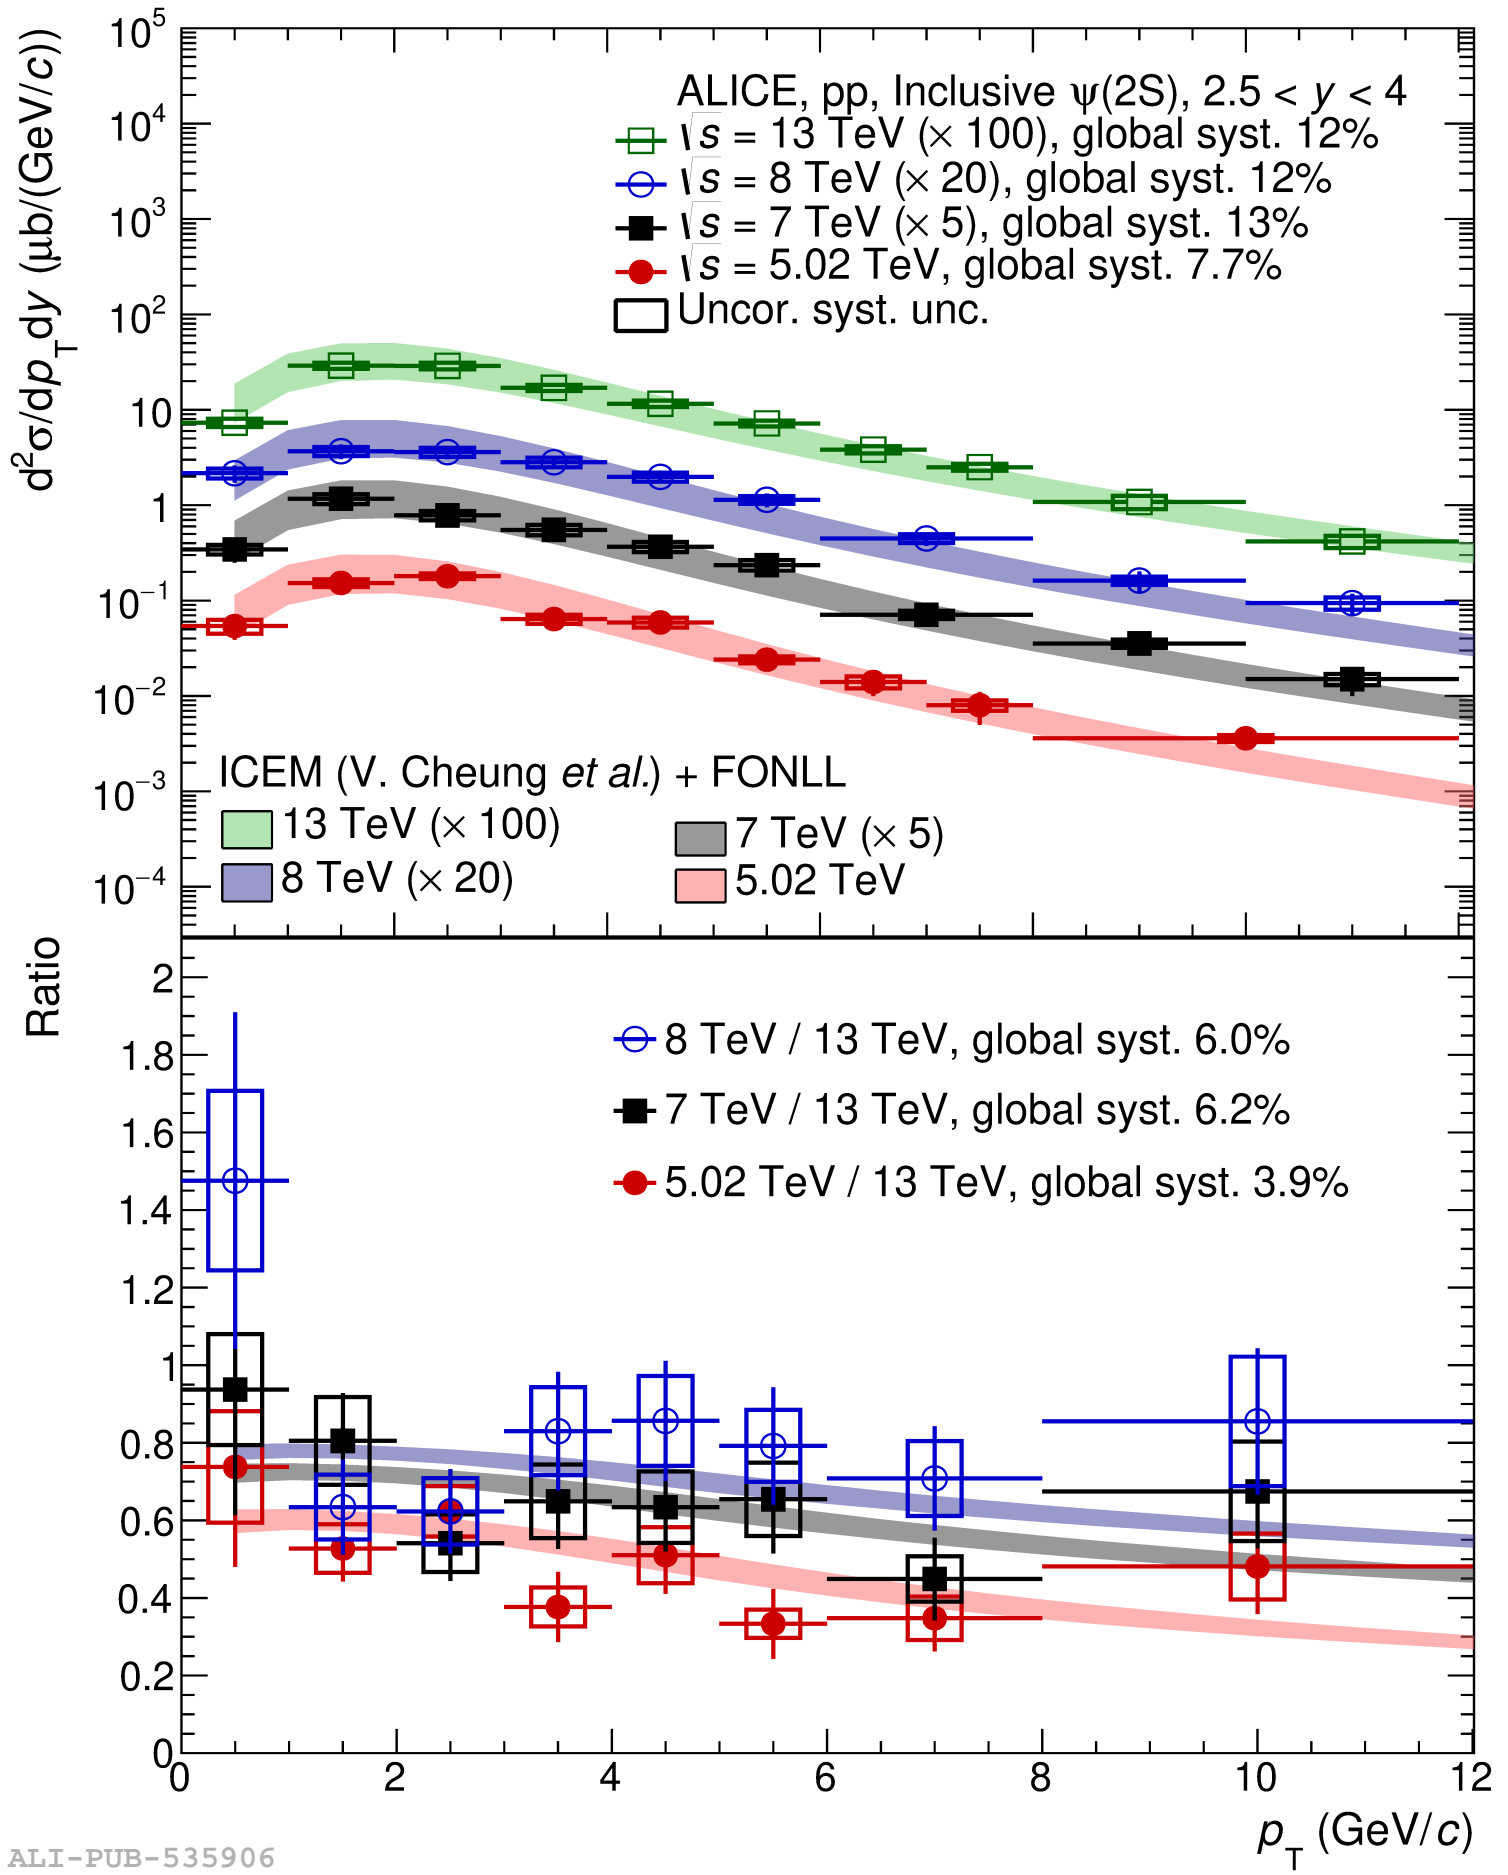 d²σ/dp_T dy (μb/(GeV/c))
10⁵
10⁴
10³
10²
10
1
10⁻¹
10⁻²
10⁻³
10⁻⁴
ALICE, pp, Inclusive ψ(2S), 2.5 < y < 4
√s = 13 TeV (× 100), global syst. 12%
√s = 8 TeV (× 20), global syst. 12%
√s = 7 TeV (× 5), global syst. 13%
√s = 5.02 TeV, global syst. 7.7%
Uncor. syst. unc.
ICEM (V. Cheung et al.) + FONLL
13 TeV (× 100)
8 TeV (× 20)
7 TeV (× 5)
5.02 TeV
Ratio
2
1.8
1.6
1.4
1.2
1
0.8
0.6
0.4
0.2
0
8 TeV / 13 TeV, global syst. 6.0%
7 TeV / 13 TeV, global syst. 6.2%
5.02 TeV / 13 TeV, global syst. 3.9%
0 2 4 6 8 10 12
p_T (GeV/c)
ALI-PUB-535906